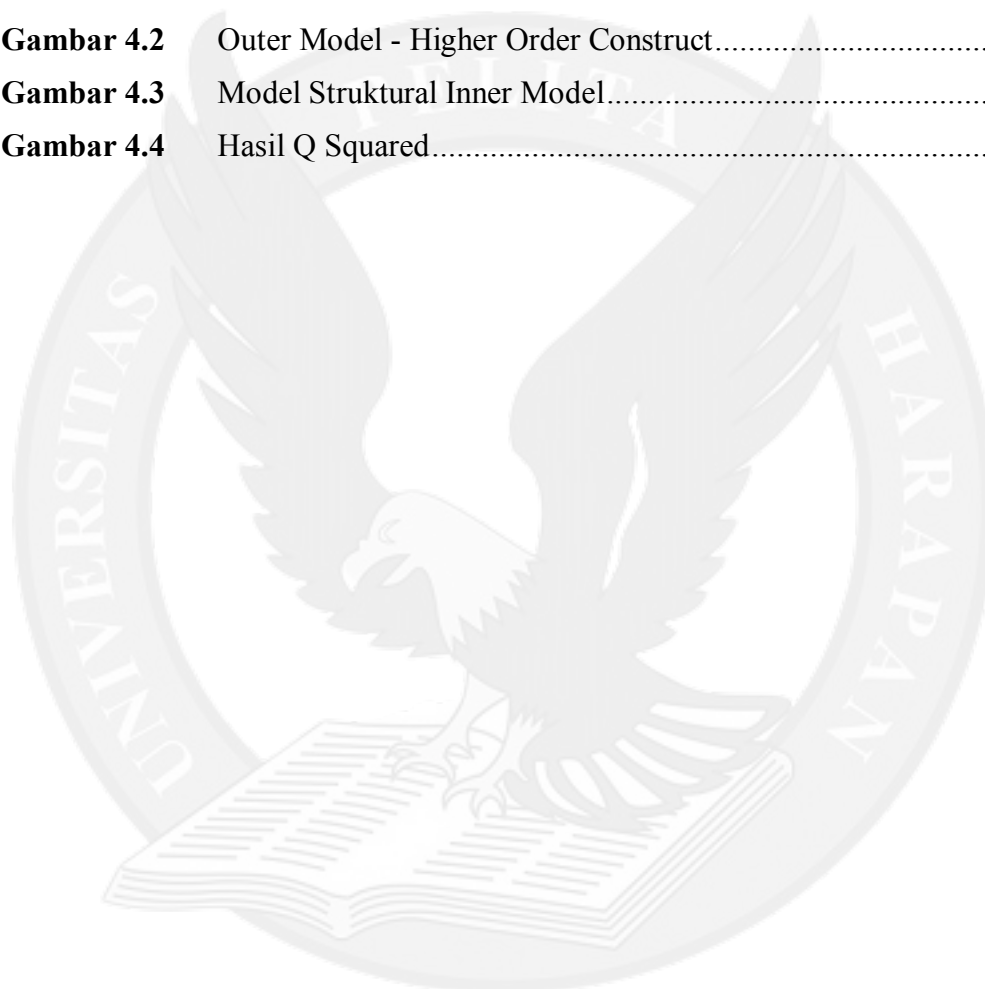 Gambar 4.2 Outer Model - Higher Order Construct........................................
Gambar 4.3 Model Struktural Inner Model........................................................
Gambar 4.4 Hasil Q Squared..................................................................................
UNIVERSITAS PELITA HARAPAN